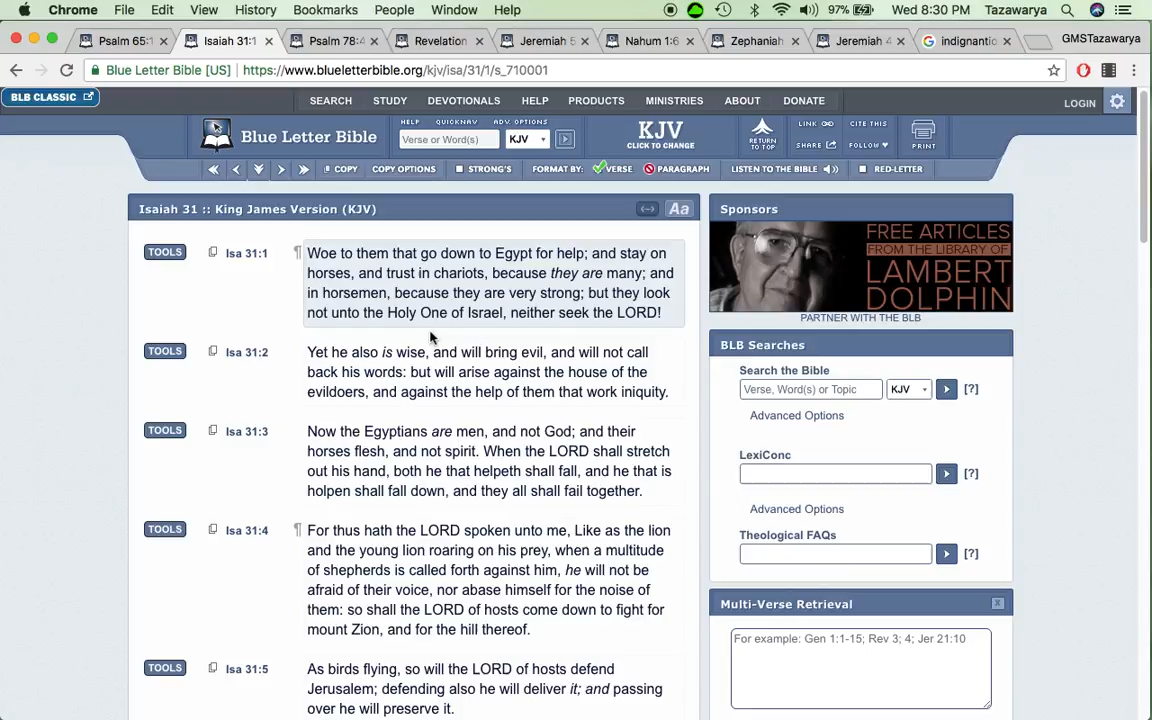 Chrome File Edit View History Bookmarks People Window Help 97% Wed 8:30 PM Tazawarya
Psalm 65:1 Isaiah 31:1 Psalm 78:4 Revelation Jeremiah 5 Nahum 1:6 Zephaniah Jeremiah 4 indignantio GMSTazawarya
Blue Letter Bible [US] https://www.blueletterbible.org/kjv/isa/31/1/s_710001
BLB CLASSIC SEARCH STUDY DEVOTIONALS HELP PRODUCTS MINISTRIES ABOUT DONATE LOGIN
HELP QUICKNAV ADV. OPTIONS
Blue Letter Bible Verse or Word(s) KJV
KJV
CLICK TO CHANGE
RETURN
TO TOP
LINK CITE THIS
SHARE FOLLOW PRINT
COPY COPY OPTIONS STRONG'S FORMAT BY: VERSE PARAGRAPH LISTEN TO THE BIBLE RED-LETTER
Isaiah 31 :: King James Version (KJV) Aa
TOOLS Isa 31:1 ¶ Woe to them that go down to Egypt for help; and stay on
horses, and trust in chariots, because they are many; and
in horsemen, because they are very strong; but they look
not unto the Holy One of Israel, neither seek the LORD!
TOOLS Isa 31:2 Yet he also is wise, and will bring evil, and will not call
back his words: but will arise against the house of the
evildoers, and against the help of them that work iniquity.
TOOLS Isa 31:3 Now the Egyptians are men, and not God; and their
horses flesh, and not spirit. When the LORD shall stretch
out his hand, both he that helpeth shall fall, and he that is
holpen shall fall down, and they all shall fail together.
TOOLS Isa 31:4 ¶ For thus hath the LORD spoken unto me, Like as the lion
and the young lion roaring on his prey, when a multitude
of shepherds is called forth against him, he will not be
afraid of their voice, nor abase himself for the noise of
them: so shall the LORD of hosts come down to fight for
mount Zion, and for the hill thereof.
TOOLS Isa 31:5 As birds flying, so will the LORD of hosts defend
Jerusalem; defending also he will deliver it; and passing
over he will preserve it.
Sponsors
FREE ARTICLES
FROM THE LIBRARY OF
LAMBERT
DOLPHIN
PARTNER WITH THE BLB
BLB Searches
Search the Bible
Verse, Word(s) or Topic KJV [?]
Advanced Options
LexiConc
[?]
Advanced Options
Theological FAQs
[?]
Multi-Verse Retrieval x
For example: Gen 1:1-15; Rev 3; 4; Jer 21:10